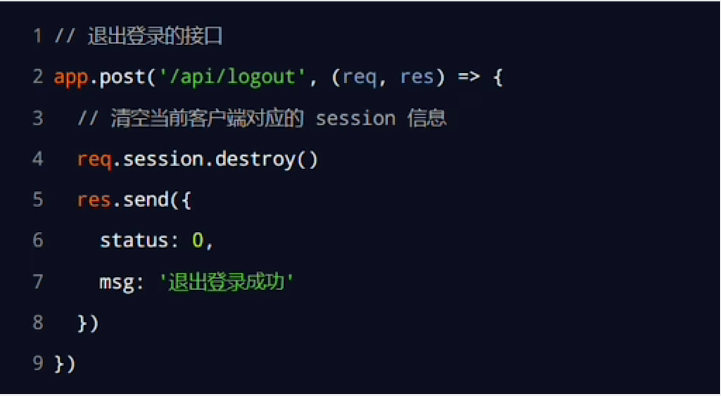 1 // 退出登录的接口
2 app.post('/api/logout', (req, res) => {
3   // 清空当前客户端对应的 session 信息
4   req.session.destroy()
5   res.send({
6     status: 0,
7     msg: '退出登录成功'
8   })
9 })